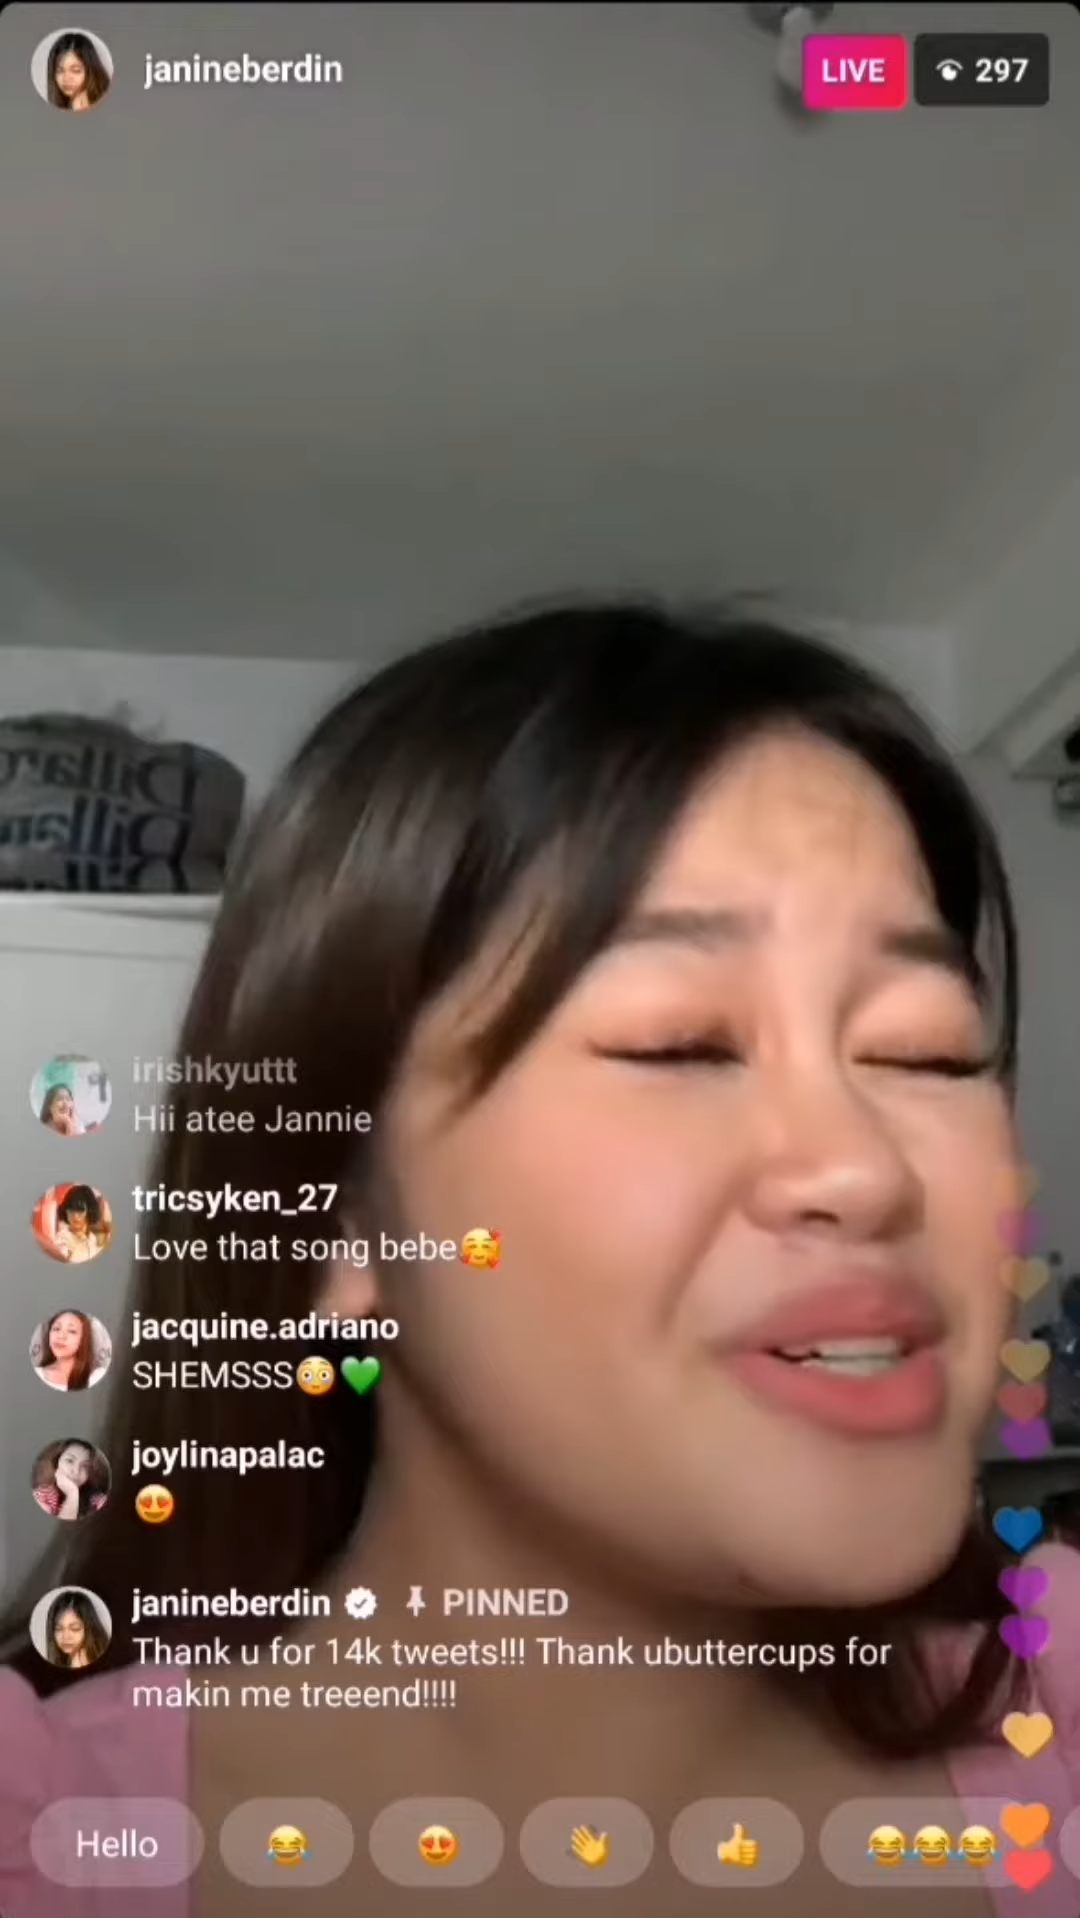 janineberdin
LIVE
297
irishkyuttt
Hii atee Jannie
tricsyken_27
Love that song bebe🥰
jacquine.adriano
SHEMSSS😳💚
joylinapalac
😍
janineberdin PINNED
Thank u for 14k tweets!!! Thank ubuttercups for
makin me treeend!!!!
Hello 😂 😍 👋 👍 😂😂😂